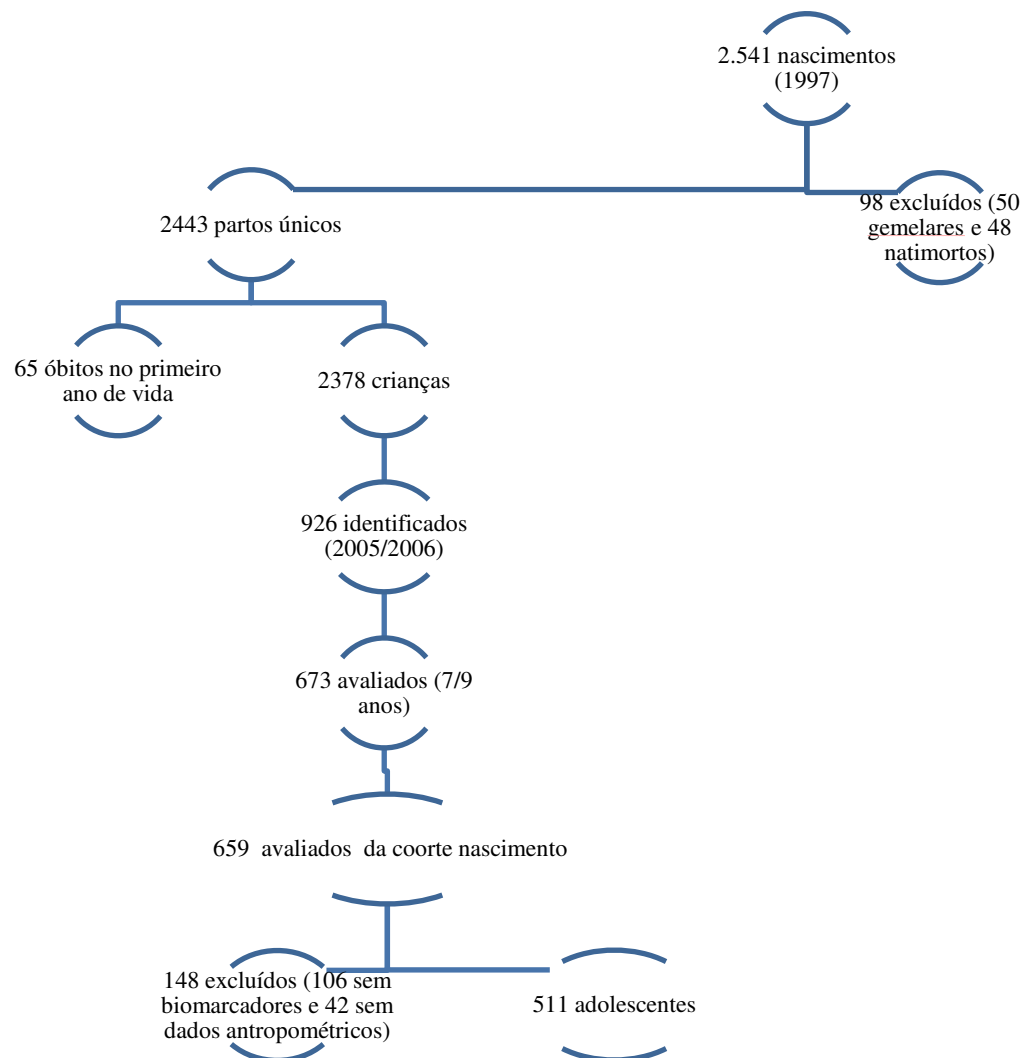 2.541 nascimentos
(1997)
2443 partos únicos
98 excluídos (50
gemelares e 48
natimortos)
65 óbitos no primeiro
ano de vida
2378 crianças
926 identificados
(2005/2006)
673 avaliados (7/9
anos)
659 avaliados da coorte nascimento
148 excluídos (106 sem
biomarcadores e 42 sem
dados antropométricos)
511 adolescentes